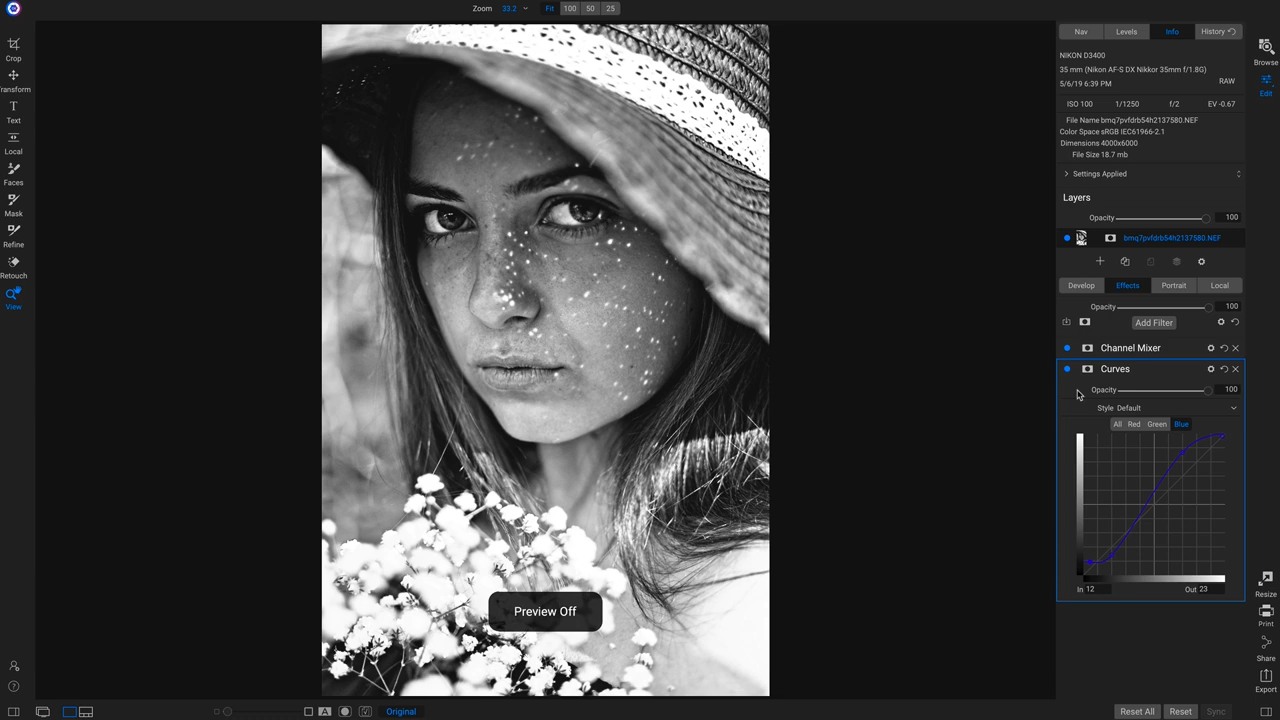 Zoom 33.2 Fit 100 50 25
Crop
ransform
Text
Local
Faces
Mask
Refine
Retouch
View
Preview Off
Nav Levels Info History
NIKON D3400
35 mm (Nikon AF-S DX Nikkor 35mm f/1.8G)
5/6/19 6:39 PM RAW
ISO 100 1/1250 f/2 EV -0.67
File Name bmq7pvfdrb54h2137580.NEF
Color Space sRGB IEC61966-2.1
Dimensions 4000x6000
File Size 18.7 mb
Settings Applied
Layers
Opacity 100
bmq7pvfdrb54h2137580.NEF
Develop Effects Portrait Local
Opacity 100
Add Filter
Channel Mixer
Curves
Opacity 100
Style Default
All Red Green Blue
In 12 Out 23
Browse
Edit
Resize
Print
Share
Export
A Original Reset All Reset Sync